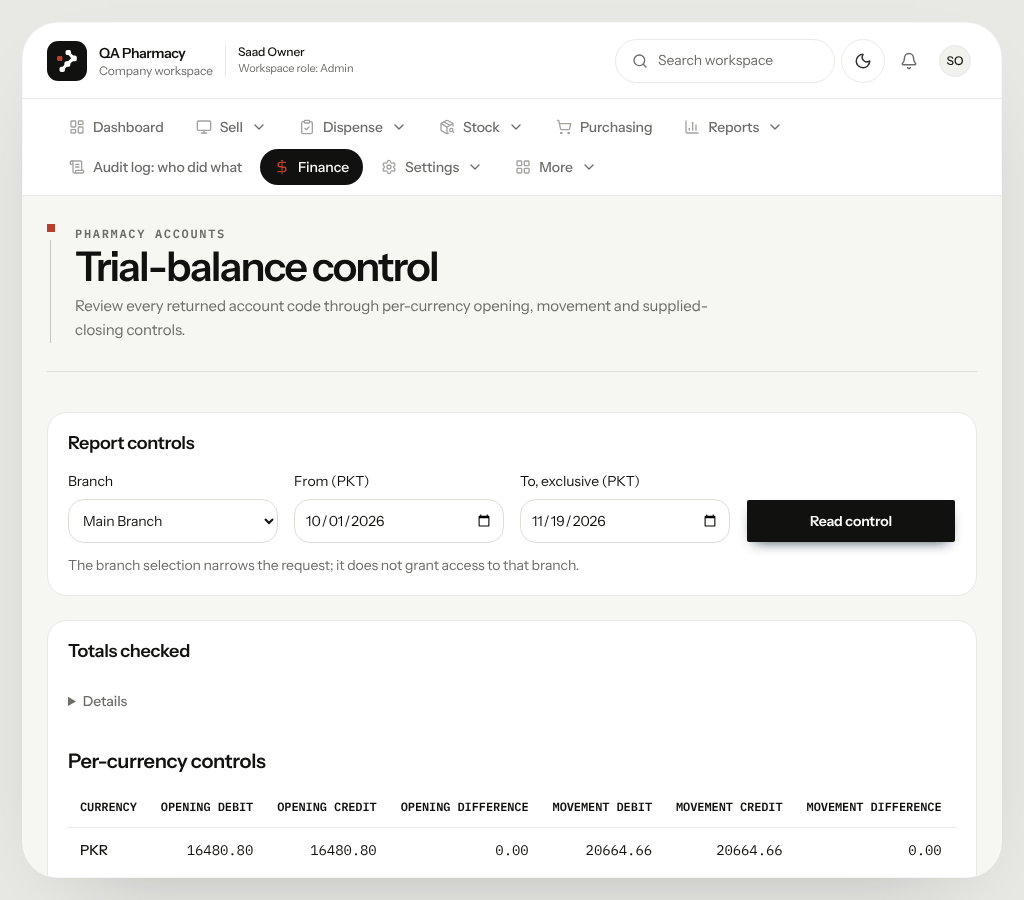 QA Pharmacy
Company workspace
Saad Owner
Workspace role: Admin
Search workspace
SO
Dashboard
Sell
Dispense
Stock
Purchasing
Reports
Audit log: who did what
Finance
Settings
More
PHARMACY ACCOUNTS
Trial-balance control
Review every returned account code through per-currency opening, movement and supplied-
closing controls.
Report controls
Branch
From (PKT)
To, exclusive (PKT)
Main Branch
10/01/2026
11/19/2026
Read control
The branch selection narrows the request; it does not grant access to that branch.
Totals checked
Details
Per-currency controls
CURRENCY OPENING DEBIT OPENING CREDIT OPENING DIFFERENCE MOVEMENT DEBIT MOVEMENT CREDIT MOVEMENT DIFFERENCE
PKR 16480.80 16480.80 0.00 20664.66 20664.66 0.00